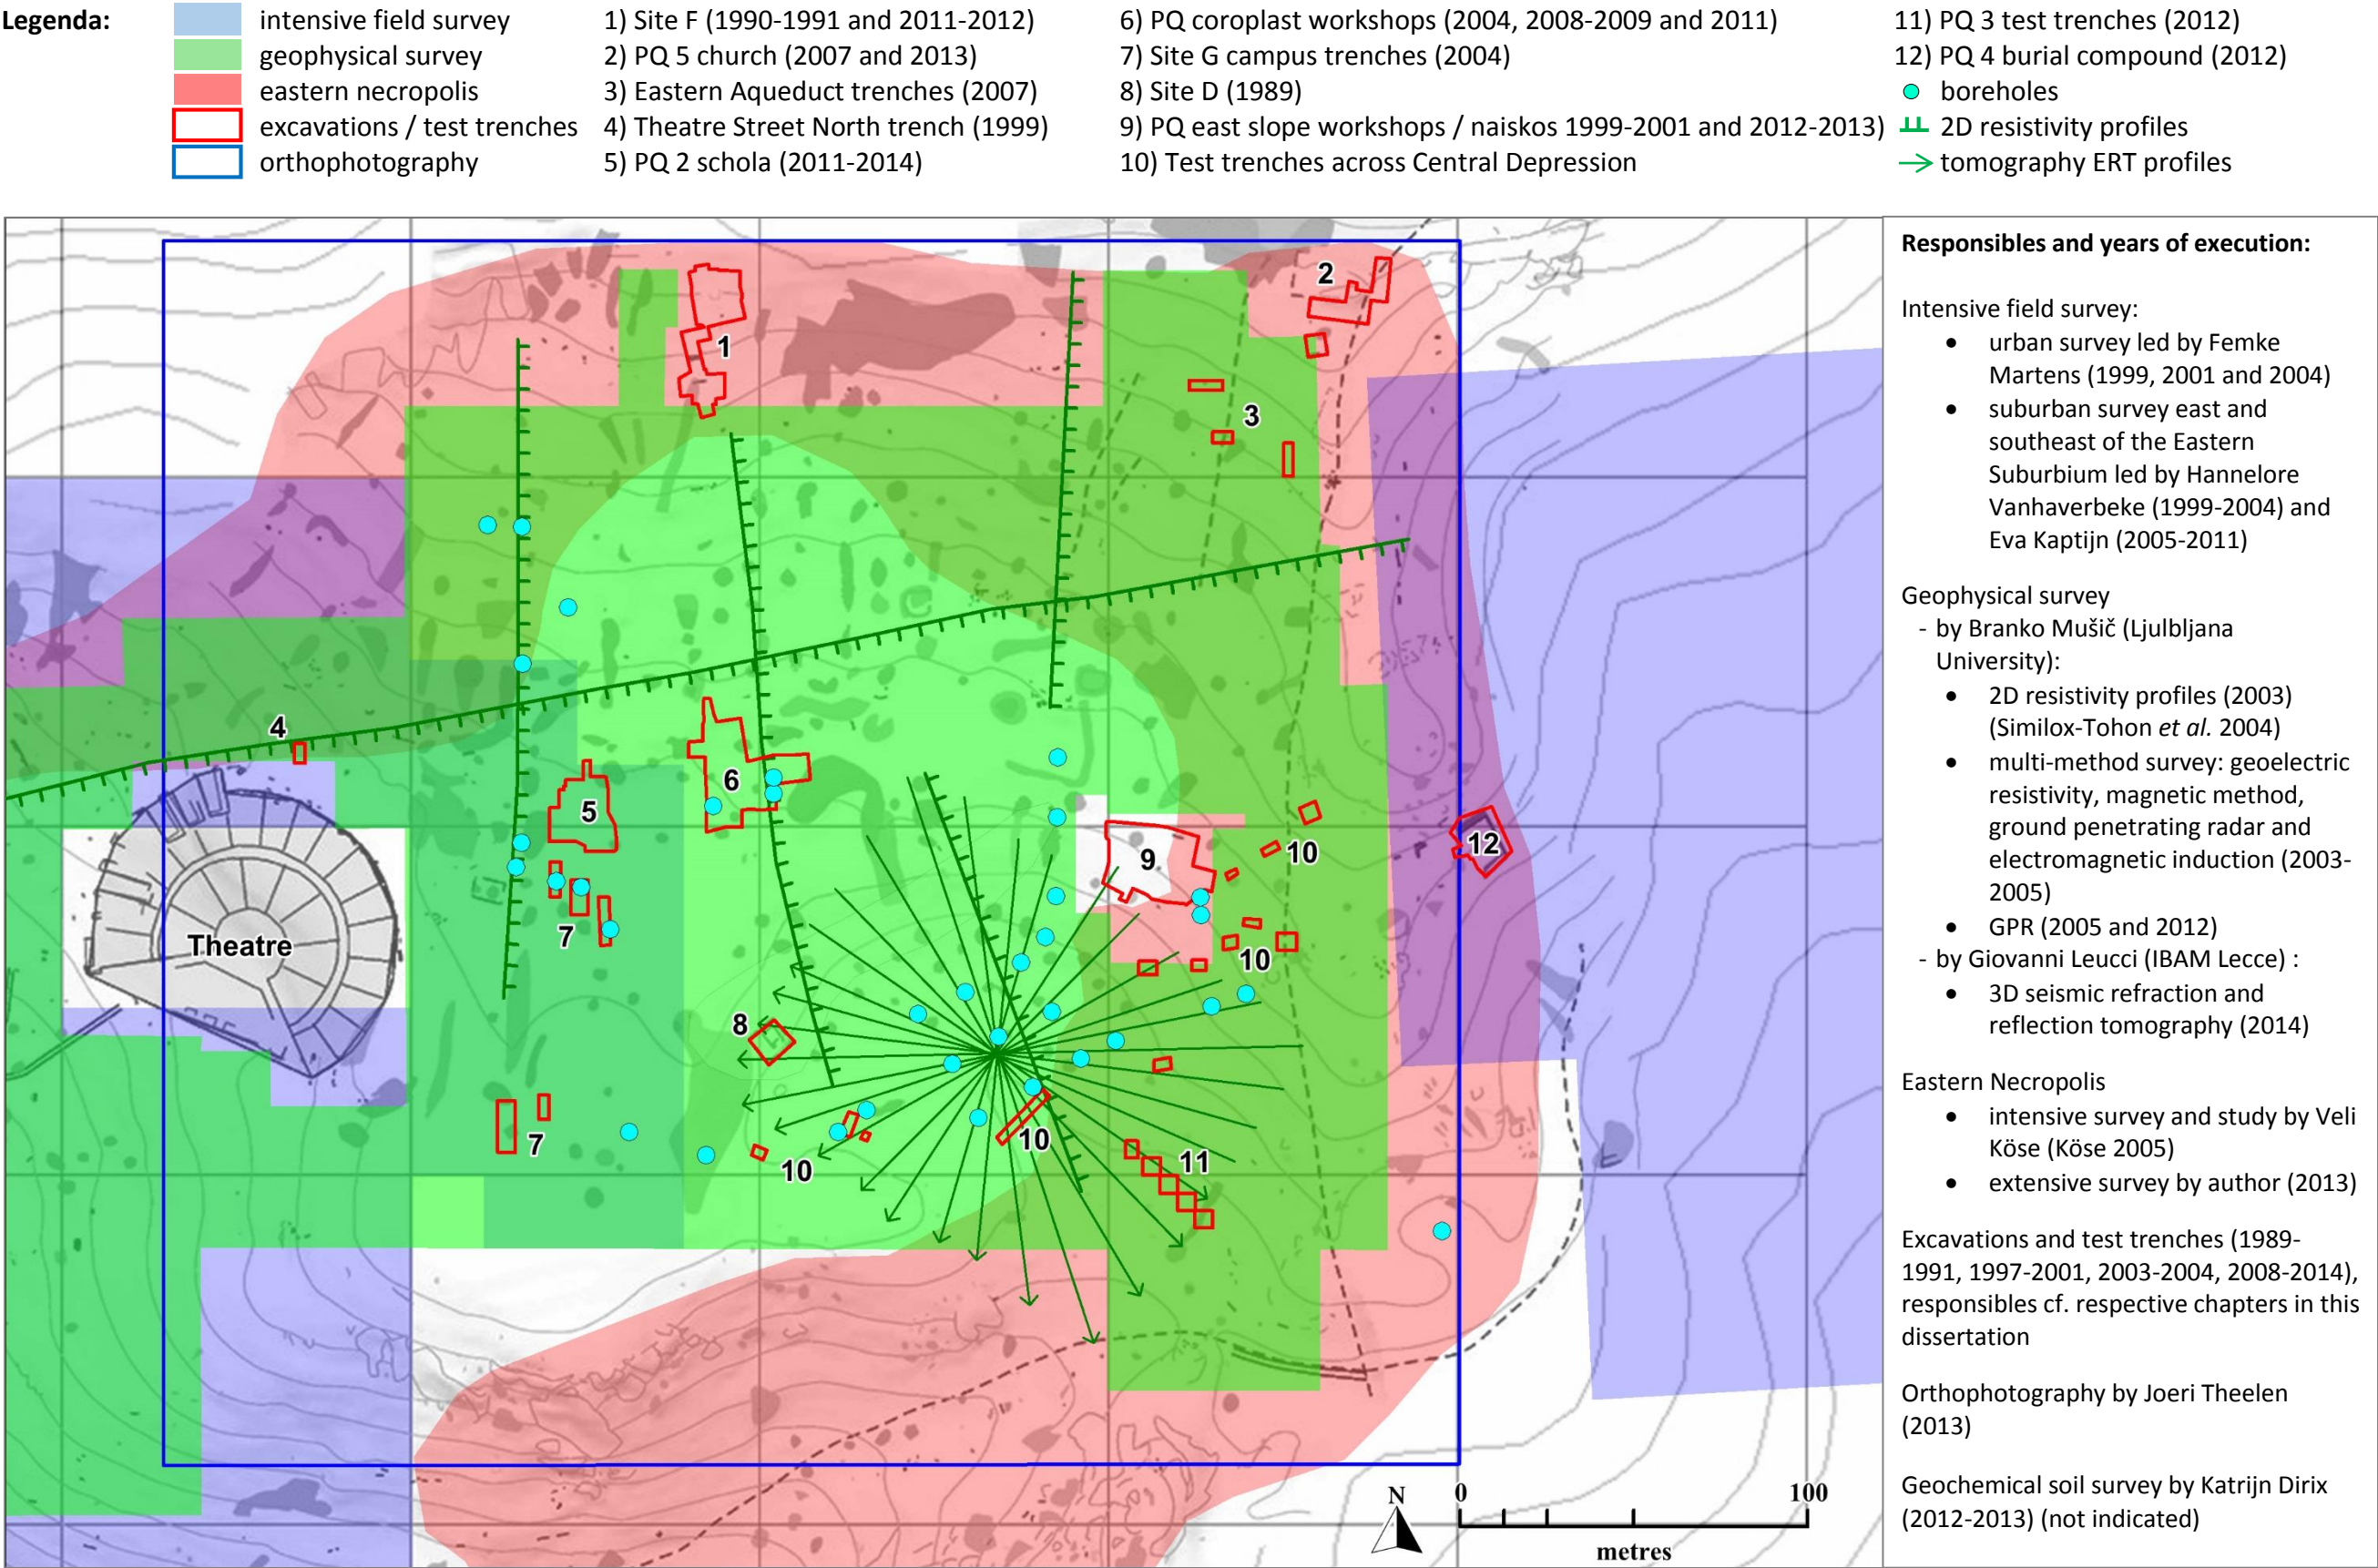 Legenda:
intensive field survey
geophysical survey
eastern necropolis
excavations / test trenches
orthophotography
1) Site F (1990-1991 and 2011-2012)
2) PQ 5 church (2007 and 2013)
3) Eastern Aqueduct trenches (2007)
4) Theatre Street North trench (1999)
5) PQ 2 schola (2011-2014)
6) PQ coroplast workshops (2004, 2008-2009 and 2011)
7) Site G campus trenches (2004)
8) Site D (1989)
9) PQ east slope workshops / naiskos 1999-2001 and 2012-2013)
10) Test trenches across Central Depression
11) PQ 3 test trenches (2012)
12) PQ 4 burial compound (2012)
boreholes
2D resistivity profiles
tomography ERT profiles
2
1
3
4
6
5
9
10
12
7
Theatre
10
8
7
10
10
11
N
0 100
metres
Responsibles and years of execution:
Intensive field survey:
• urban survey led by Femke
Martens (1999, 2001 and 2004)
• suburban survey east and
southeast of the Eastern
Suburbium led by Hannelore
Vanhaverbeke (1999-2004) and
Eva Kaptijn (2005-2011)
Geophysical survey
- by Branko Mušič (Ljulbljana
University):
• 2D resistivity profiles (2003)
(Similox-Tohon et al. 2004)
• multi-method survey: geoelectric
resistivity, magnetic method,
ground penetrating radar and
electromagnetic induction (2003-
2005)
• GPR (2005 and 2012)
- by Giovanni Leucci (IBAM Lecce) :
• 3D seismic refraction and
reflection tomography (2014)
Eastern Necropolis
• intensive survey and study by Veli
Köse (Köse 2005)
• extensive survey by author (2013)
Excavations and test trenches (1989-
1991, 1997-2001, 2003-2004, 2008-2014),
responsibles cf. respective chapters in this
dissertation
Orthophotography by Joeri Theelen
(2013)
Geochemical soil survey by Katrijn Dirix
(2012-2013) (not indicated)